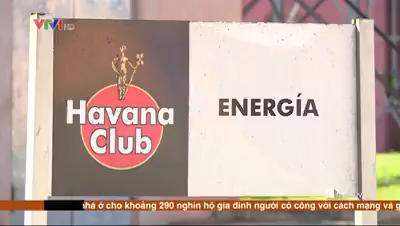 VTV1 HD
Havana
Club
ENERGÍA
nhá ở cho khoảng 290 nghìn hộ gia đình người có công với cách mạng và g